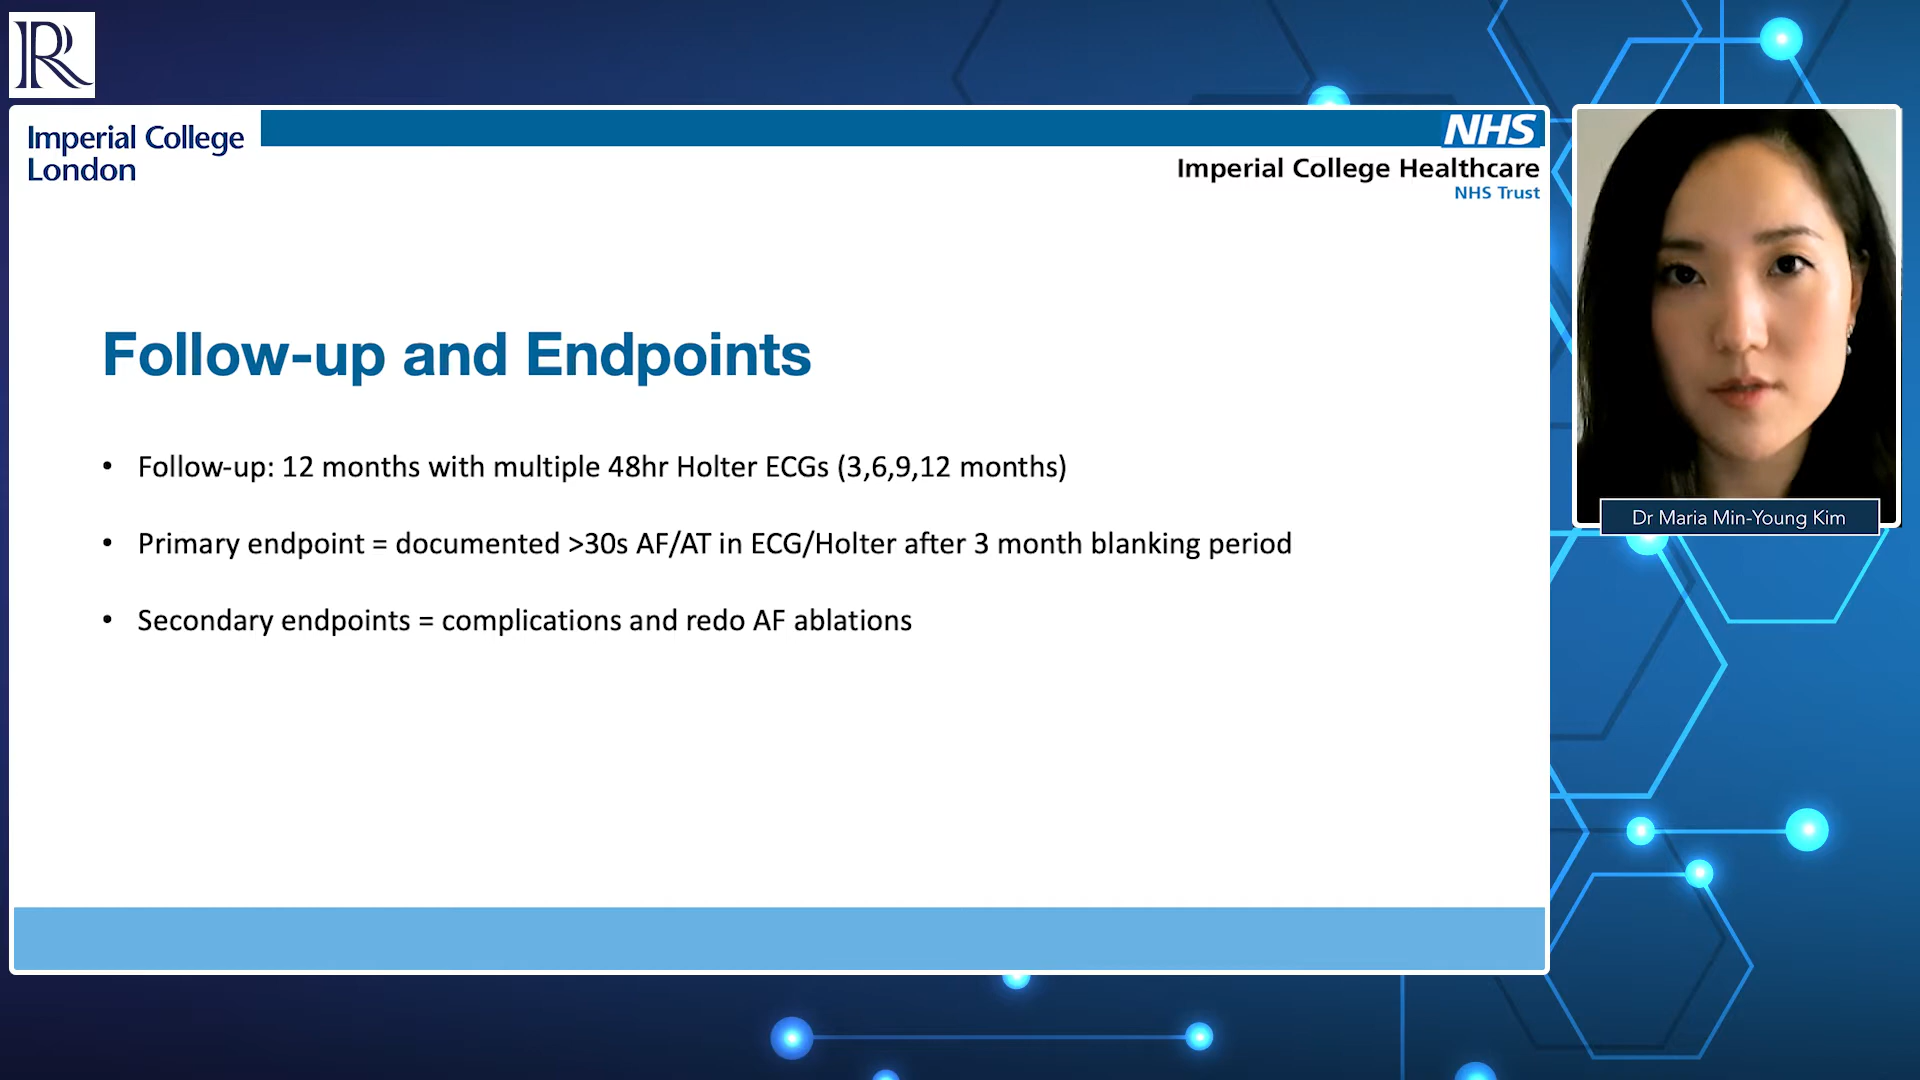 R
Imperial College
London
NHS
Imperial College Healthcare
NHS Trust
Follow-up and Endpoints
• Follow-up: 12 months with multiple 48hr Holter ECGs (3,6,9,12 months)
• Primary endpoint = documented >30s AF/AT in ECG/Holter after 3 month blanking period
• Secondary endpoints = complications and redo AF ablations
Dr Maria Min-Young Kim